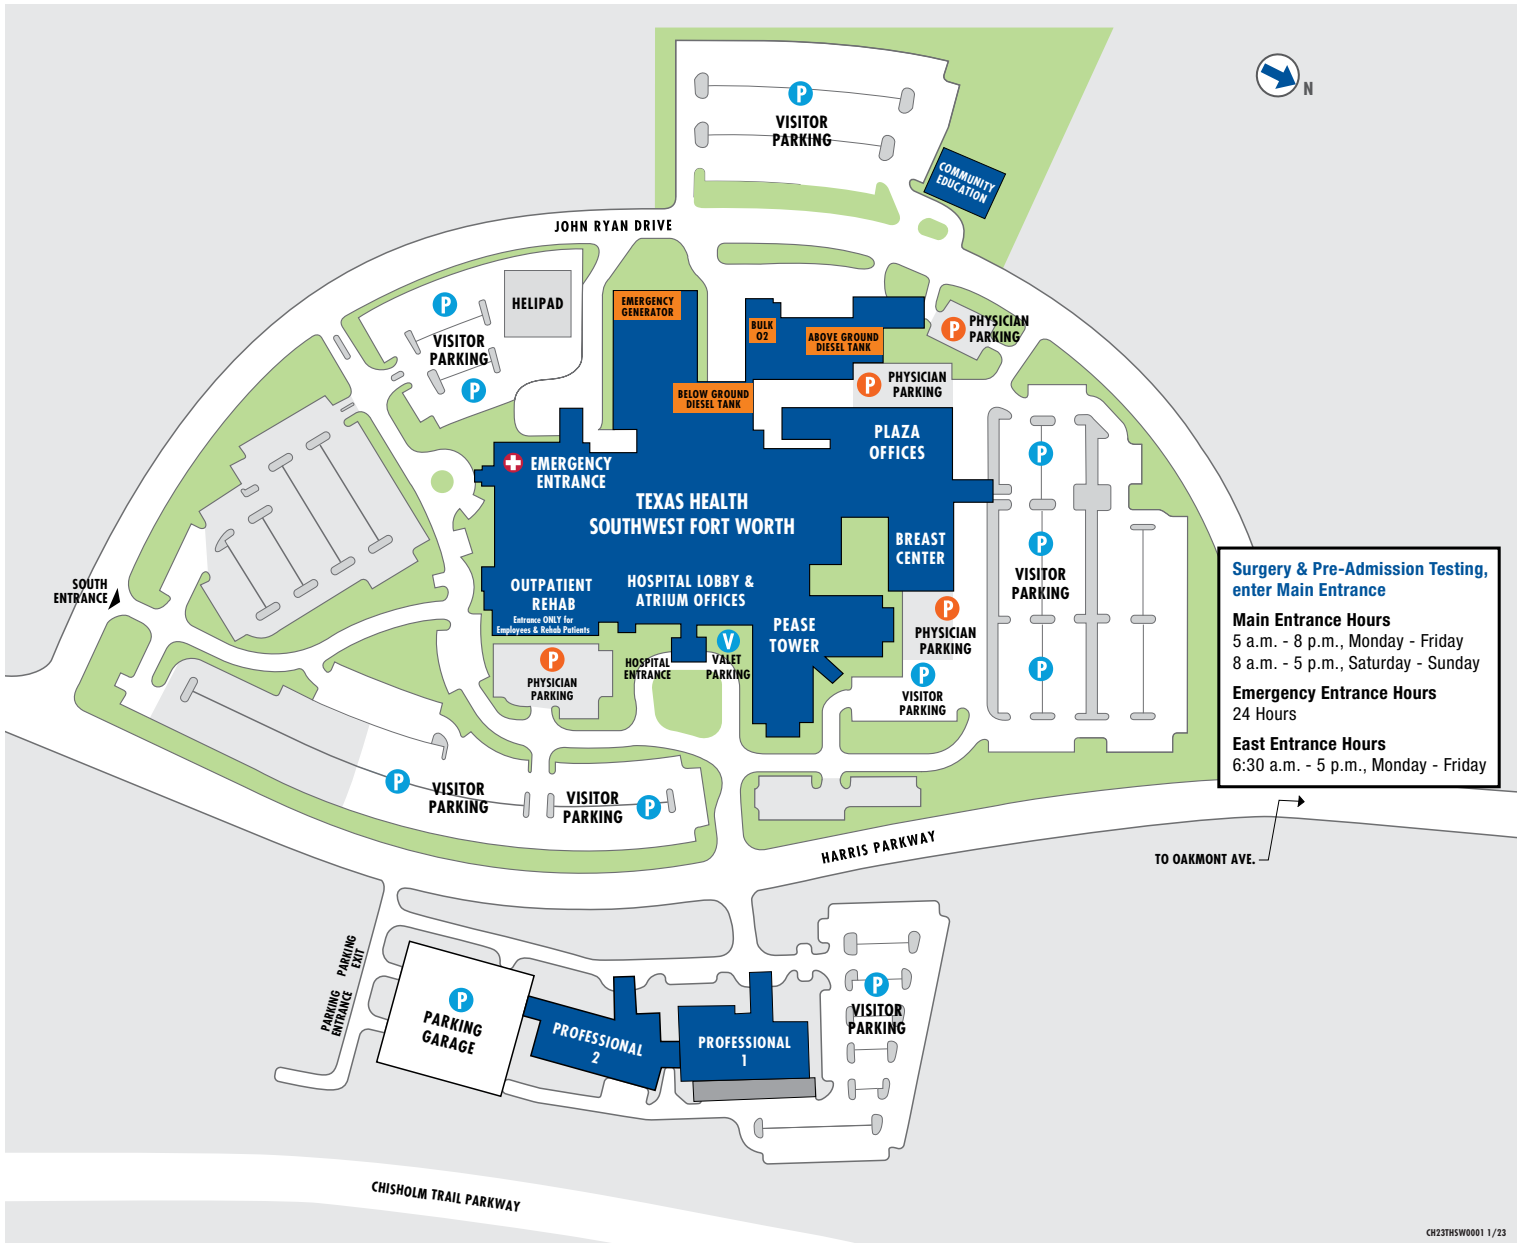 N
P
VISITOR
PARKING
COMMUNITY
EDUCATION
JOHN RYAN DRIVE
HELIPAD
P
VISITOR
PARKING
P
EMERGENCY
GENERATOR
BULK
O2
ABOVE GROUND
DIESEL TANK
BELOW GROUND
DIESEL TANK
P
PHYSICIAN
PARKING
P
PHYSICIAN
PARKING
PLAZA
OFFICES
EMERGENCY
ENTRANCE
TEXAS HEALTH
SOUTHWEST FORT WORTH
BREAST
CENTER
P
P
VISITOR
PARKING
P
SOUTH
ENTRANCE
OUTPATIENT
REHAB
Entrance ONLY for
Employees & Rehab Patients
HOSPITAL LOBBY &
ATRIUM OFFICES
PEASE
TOWER
P
PHYSICIAN
PARKING
HOSPITAL
ENTRANCE
V
VALET
PARKING
P
PHYSICIAN
PARKING
P
VISITOR
PARKING
Surgery & Pre-Admission Testing,
enter Main Entrance
Main Entrance Hours
5 a.m. - 8 p.m., Monday - Friday
8 a.m. - 5 p.m., Saturday - Sunday
Emergency Entrance Hours
24 Hours
East Entrance Hours
6:30 a.m. - 5 p.m., Monday - Friday
P
VISITOR
PARKING
VISITOR
PARKING
P
HARRIS PARKWAY
TO OAKMONT AVE.
PARKING
EXIT
PARKING
ENTRANCE
P
PARKING
GARAGE
PROFESSIONAL
2
PROFESSIONAL
1
P
VISITOR
PARKING
CHISHOLM TRAIL PARKWAY
CH23THSW0001 1/23